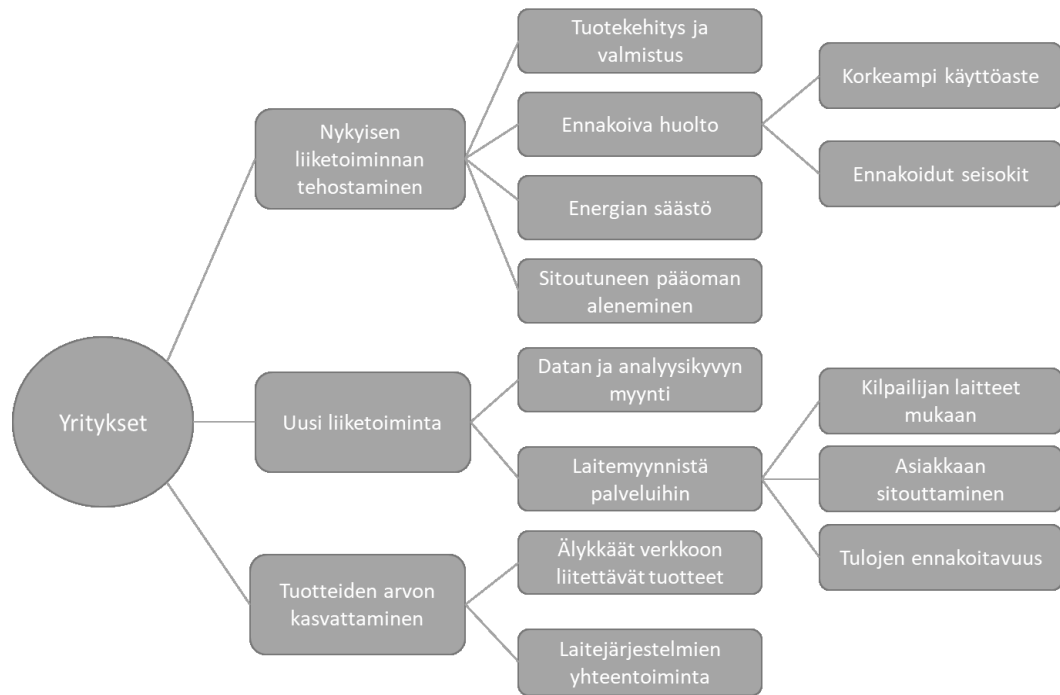 Yritykset
Nykyisen
liiketoiminnan
tehostaminen
Tuotekehitys ja
valmistus
Ennakoiva huolto
Korkeampi käyttöaste
Ennakoidut seisokit
Energian säästö
Sitoutuneen pääoman
aleneminen
Uusi liiketoiminta
Datan ja analyysikyvyn
myynti
Laitemyynnistä
palveluihin
Kilpailijan laitteet
mukaan
Asiakkaan
sitouttaminen
Tulojen ennakoitavuus
Tuotteiden arvon
kasvattaminen
Älykkäät verkkoon
liitettävät tuotteet
Laitejärjestelmien
yhteentoiminta